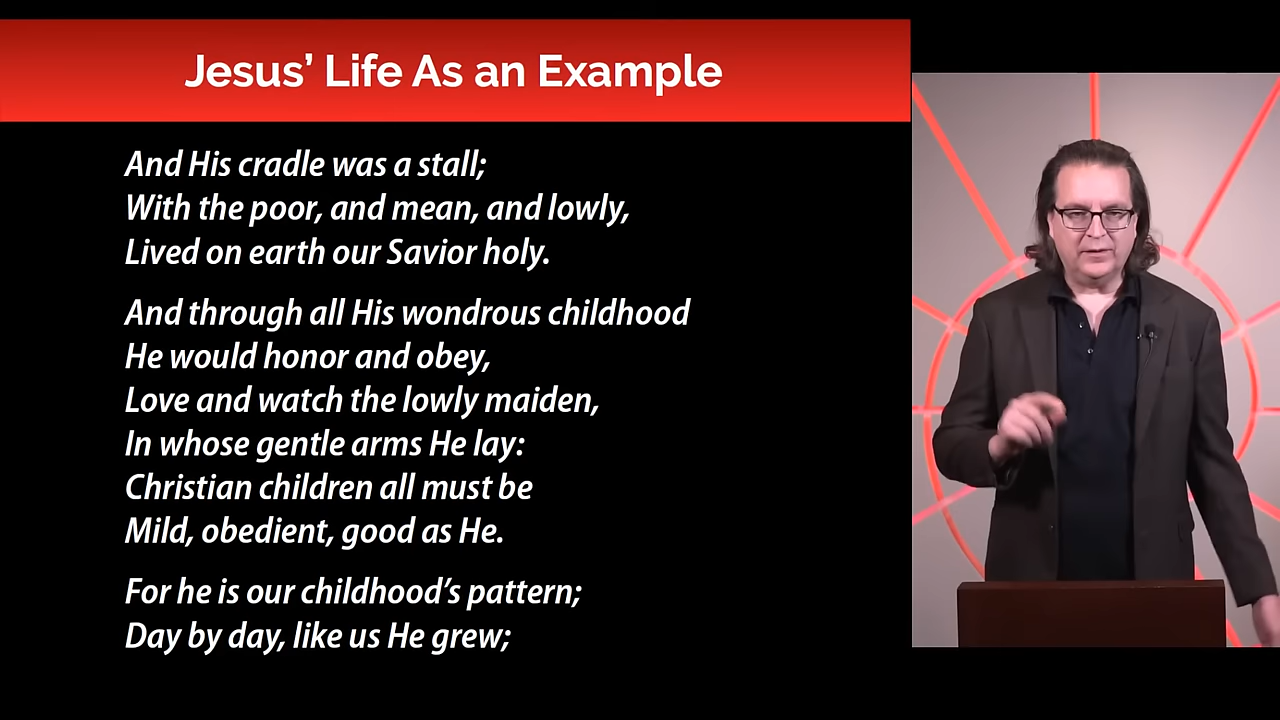 Jesus’ Life As an Example
And His cradle was a stall;
With the poor, and mean, and lowly,
Lived on earth our Savior holy.
And through all His wondrous childhood
He would honor and obey,
Love and watch the lowly maiden,
In whose gentle arms He lay:
Christian children all must be
Mild, obedient, good as He.
For he is our childhood’s pattern;
Day by day, like us He grew;